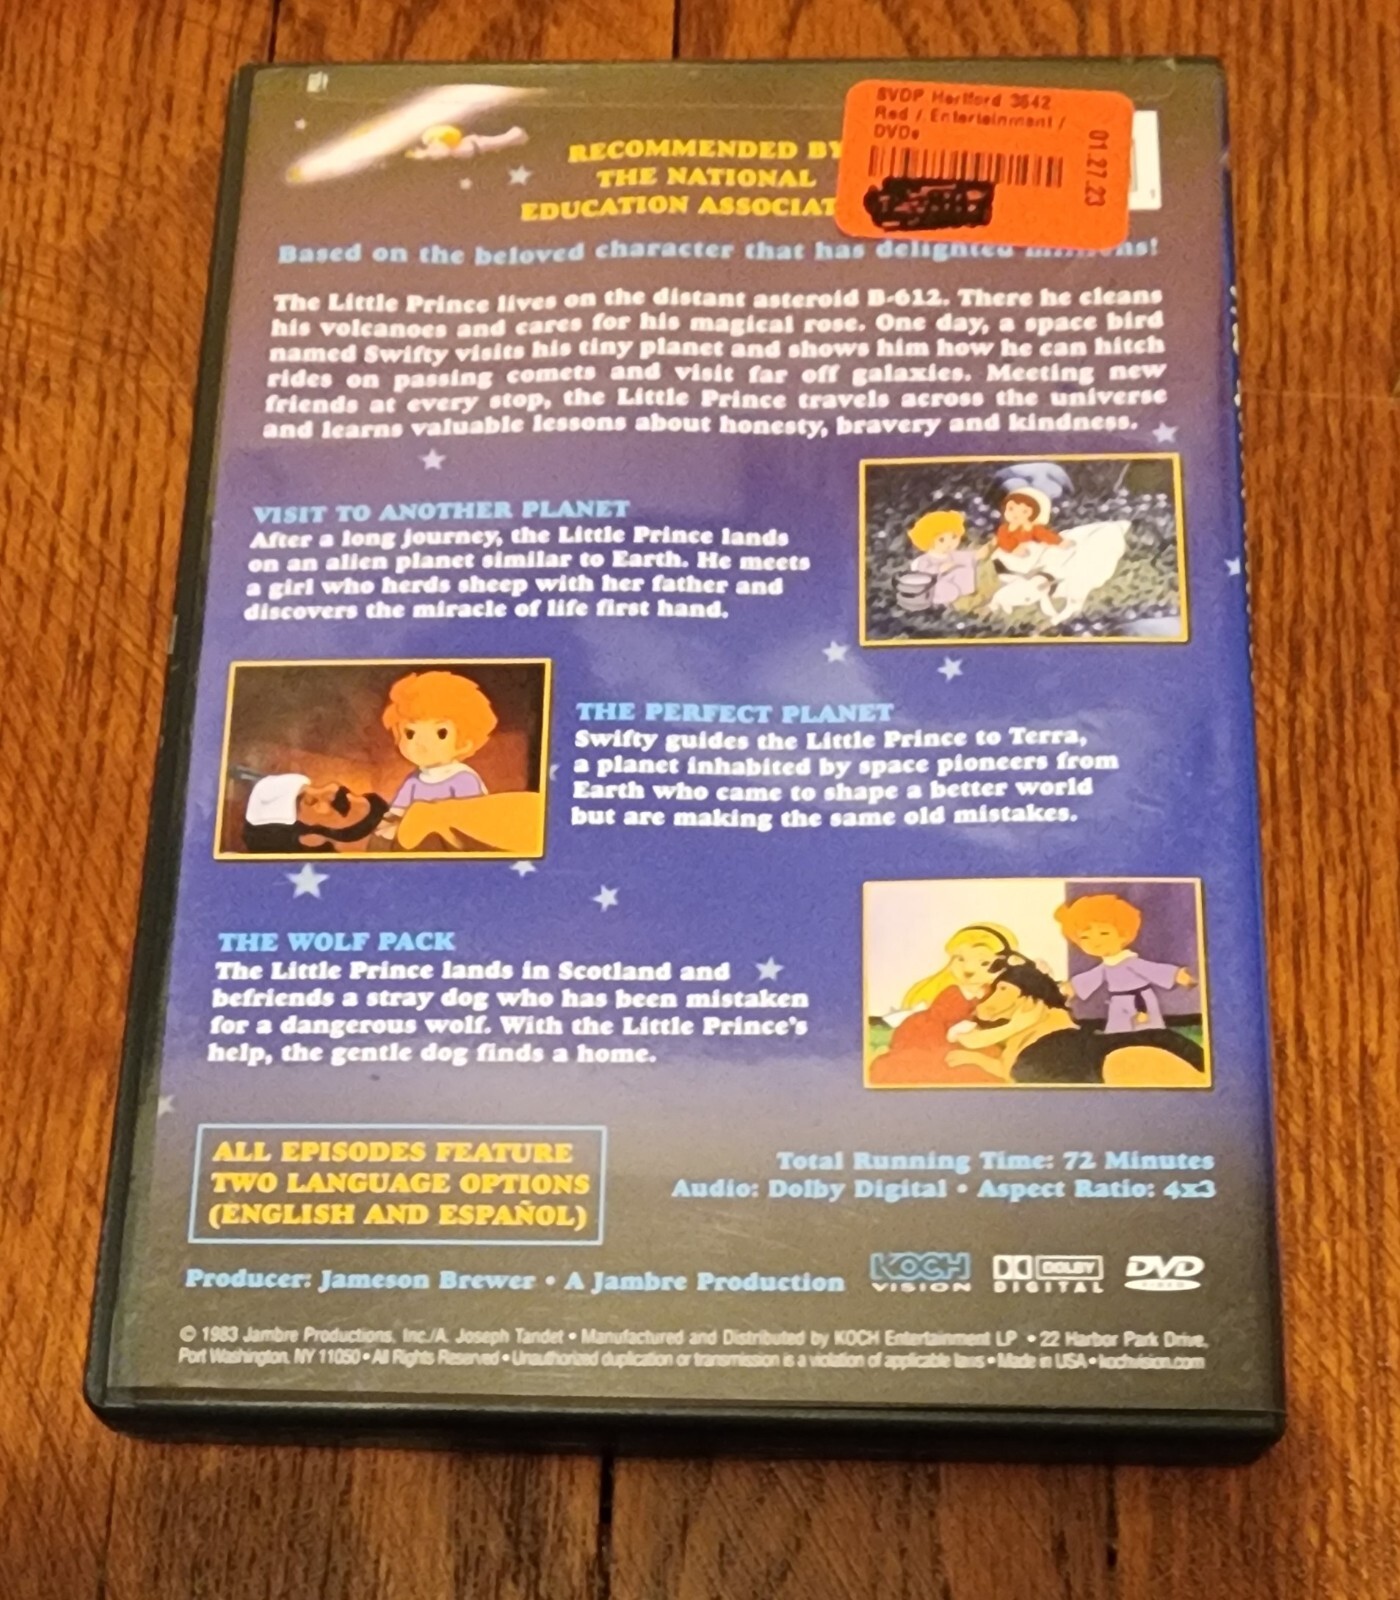 SVDP Hartford 3642
Red / Entertainment /
DVDs
01.27.23
RECOMMENDED BY
THE NATIONAL
EDUCATION ASSOCIAT
Based on the beloved character that has delighted
The Little Prince lives on the distant asteroid B-612. There he cleans
his volcanoes and cares for his magical rose. One day, a space bird
named Swifty visits his tiny planet and shows him how he can hitch
rides on passing comets and visit far off galaxies. Meeting new
friends at every stop, the Little Prince travels across the universe
and learns valuable lessons about honesty, bravery and kindness.
VISIT TO ANOTHER PLANET
After a long journey, the Little Prince lands
on an alien planet similar to Earth. He meets
a girl who herds sheep with her father and
discovers the miracle of life first hand.
THE PERFECT PLANET
Swifty guides the Little Prince to Terra,
a planet inhabited by space pioneers from
Earth who came to shape a better world
but are making the same old mistakes.
THE WOLF PACK
The Little Prince lands in Scotland and
befriends a stray dog who has been mistaken
for a dangerous wolf. With the Little Prince's
help, the gentle dog finds a home.
ALL EPISODES FEATURE
TWO LANGUAGE OPTIONS
(ENGLISH AND ESPAÑOL)
Total Running Time: 72 Minutes
Audio: Dolby Digital • Aspect Ratio: 4x3
Producer: Jameson Brewer • A Jambre Production
KOCH
VISION
DOLBY
DIGITAL
DVD
VIDEO
© 1983 Jambre Productions, Inc./A. Joseph Tandet • Manufactured and Distributed by KOCH Entertainment LP • 22 Harbor Park Drive,
Port Washington, NY 11050 • All Rights Reserved • Unauthorized duplication or transmission is a violation of applicable laws • Made in USA • kochvision.com